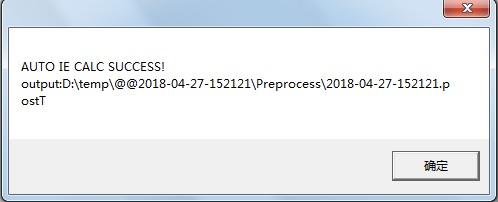 AUTO IE CALC SUCCESS!
output:D:\temp\@@2018-04-27-152121\Preprocess\2018-04-27-152121.p
ostT
确定